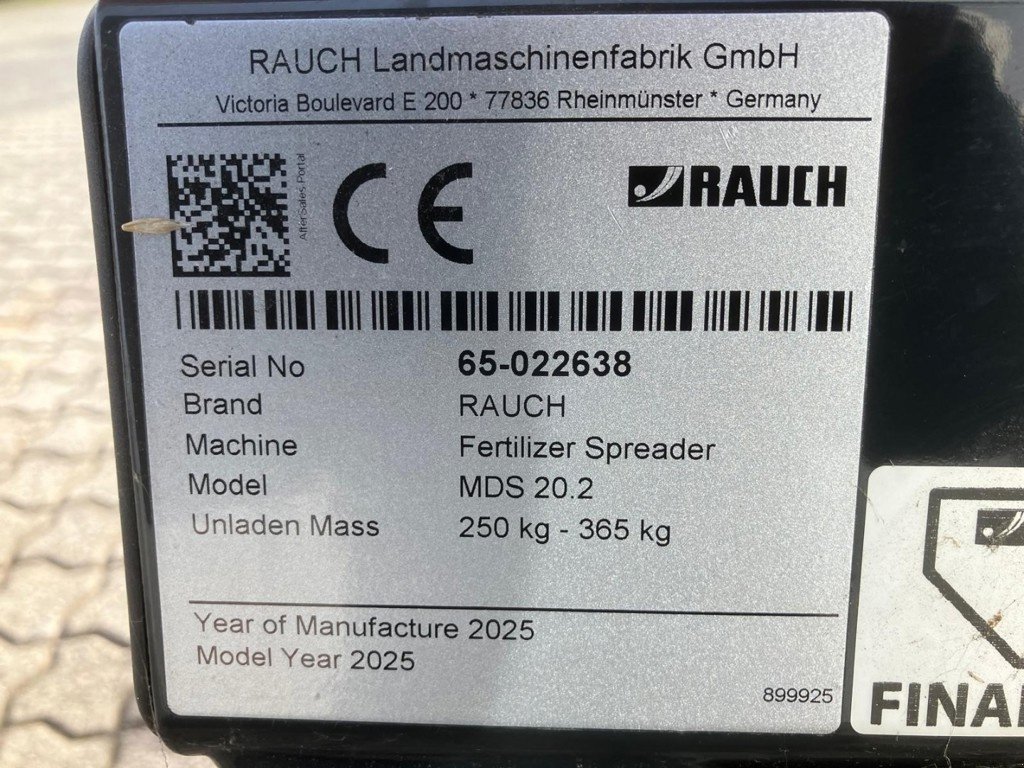 RAUCH Landmaschinenfabrik GmbH
Victoria Boulevard E 200 * 77836 Rheinmünster * Germany
AfterSales Portal
CE
RAUCH
Serial No 65-022638
Brand RAUCH
Machine Fertilizer Spreader
Model MDS 20.2
Unladen Mass 250 kg - 365 kg
Year of Manufacture 2025
Model Year 2025
899925